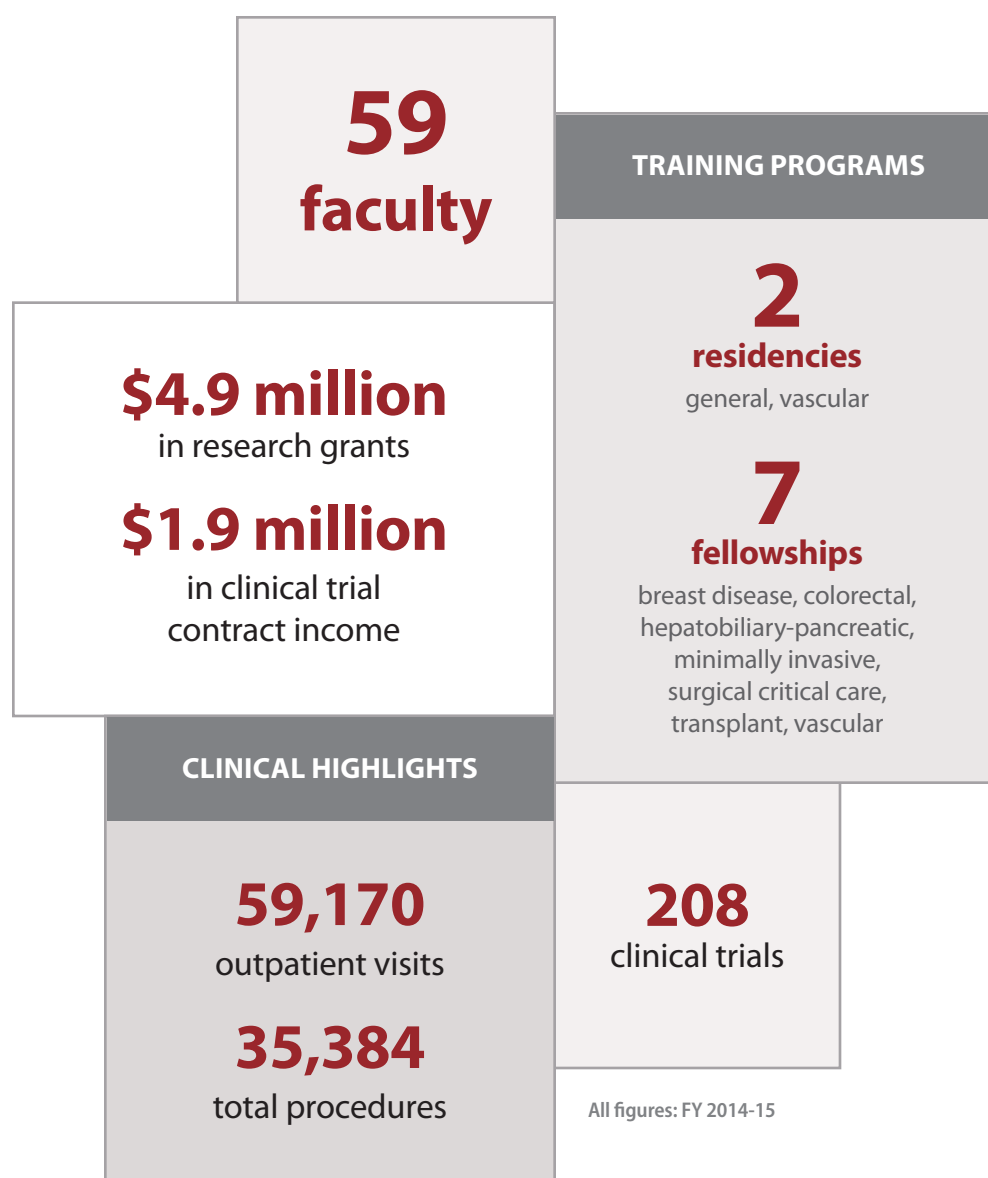 59
faculty
TRAINING PROGRAMS
2
residencies
general, vascular
7
fellowships
breast disease, colorectal,
hepatobiliary-pancreatic,
minimally invasive,
surgical critical care,
transplant, vascular
$4.9 million
in research grants
$1.9 million
in clinical trial
contract income
CLINICAL HIGHLIGHTS
59,170
outpatient visits
35,384
total procedures
208
clinical trials
All figures: FY 2014-15